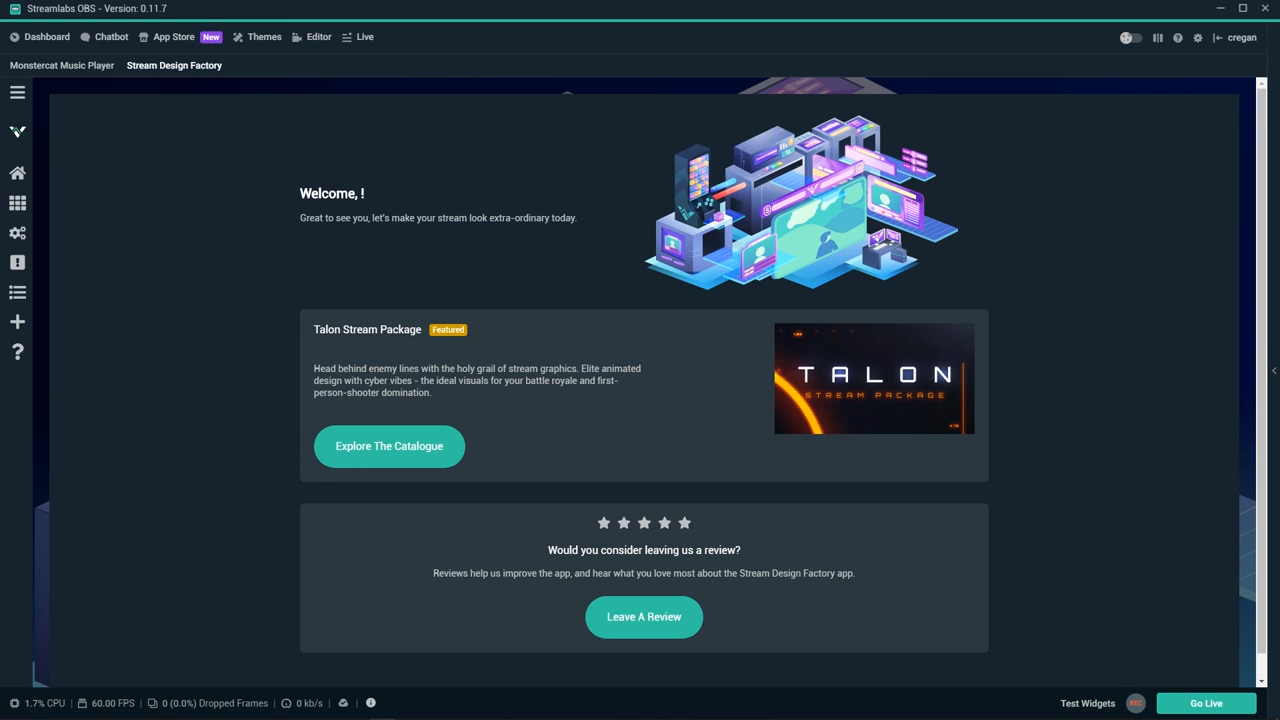 Streamlabs OBS - Version: 0.11.7
Dashboard Chatbot App Store New Themes Editor Live cregan
Monstercat Music Player Stream Design Factory
Welcome, !
Great to see you, let's make your stream look extra-ordinary today.
Talon Stream Package Featured
Head behind enemy lines with the holy grail of stream graphics. Elite animated
design with cyber vibes - the ideal visuals for your battle royale and first-
person-shooter domination.
TALON
STREAM PACKAGE
Explore The Catalogue
Would you consider leaving us a review?
Reviews help us improve the app, and hear what you love most about the Stream Design Factory app.
Leave A Review
1.7% CPU 60.00 FPS 0 (0.0%) Dropped Frames 0 kb/s Test Widgets REC Go Live